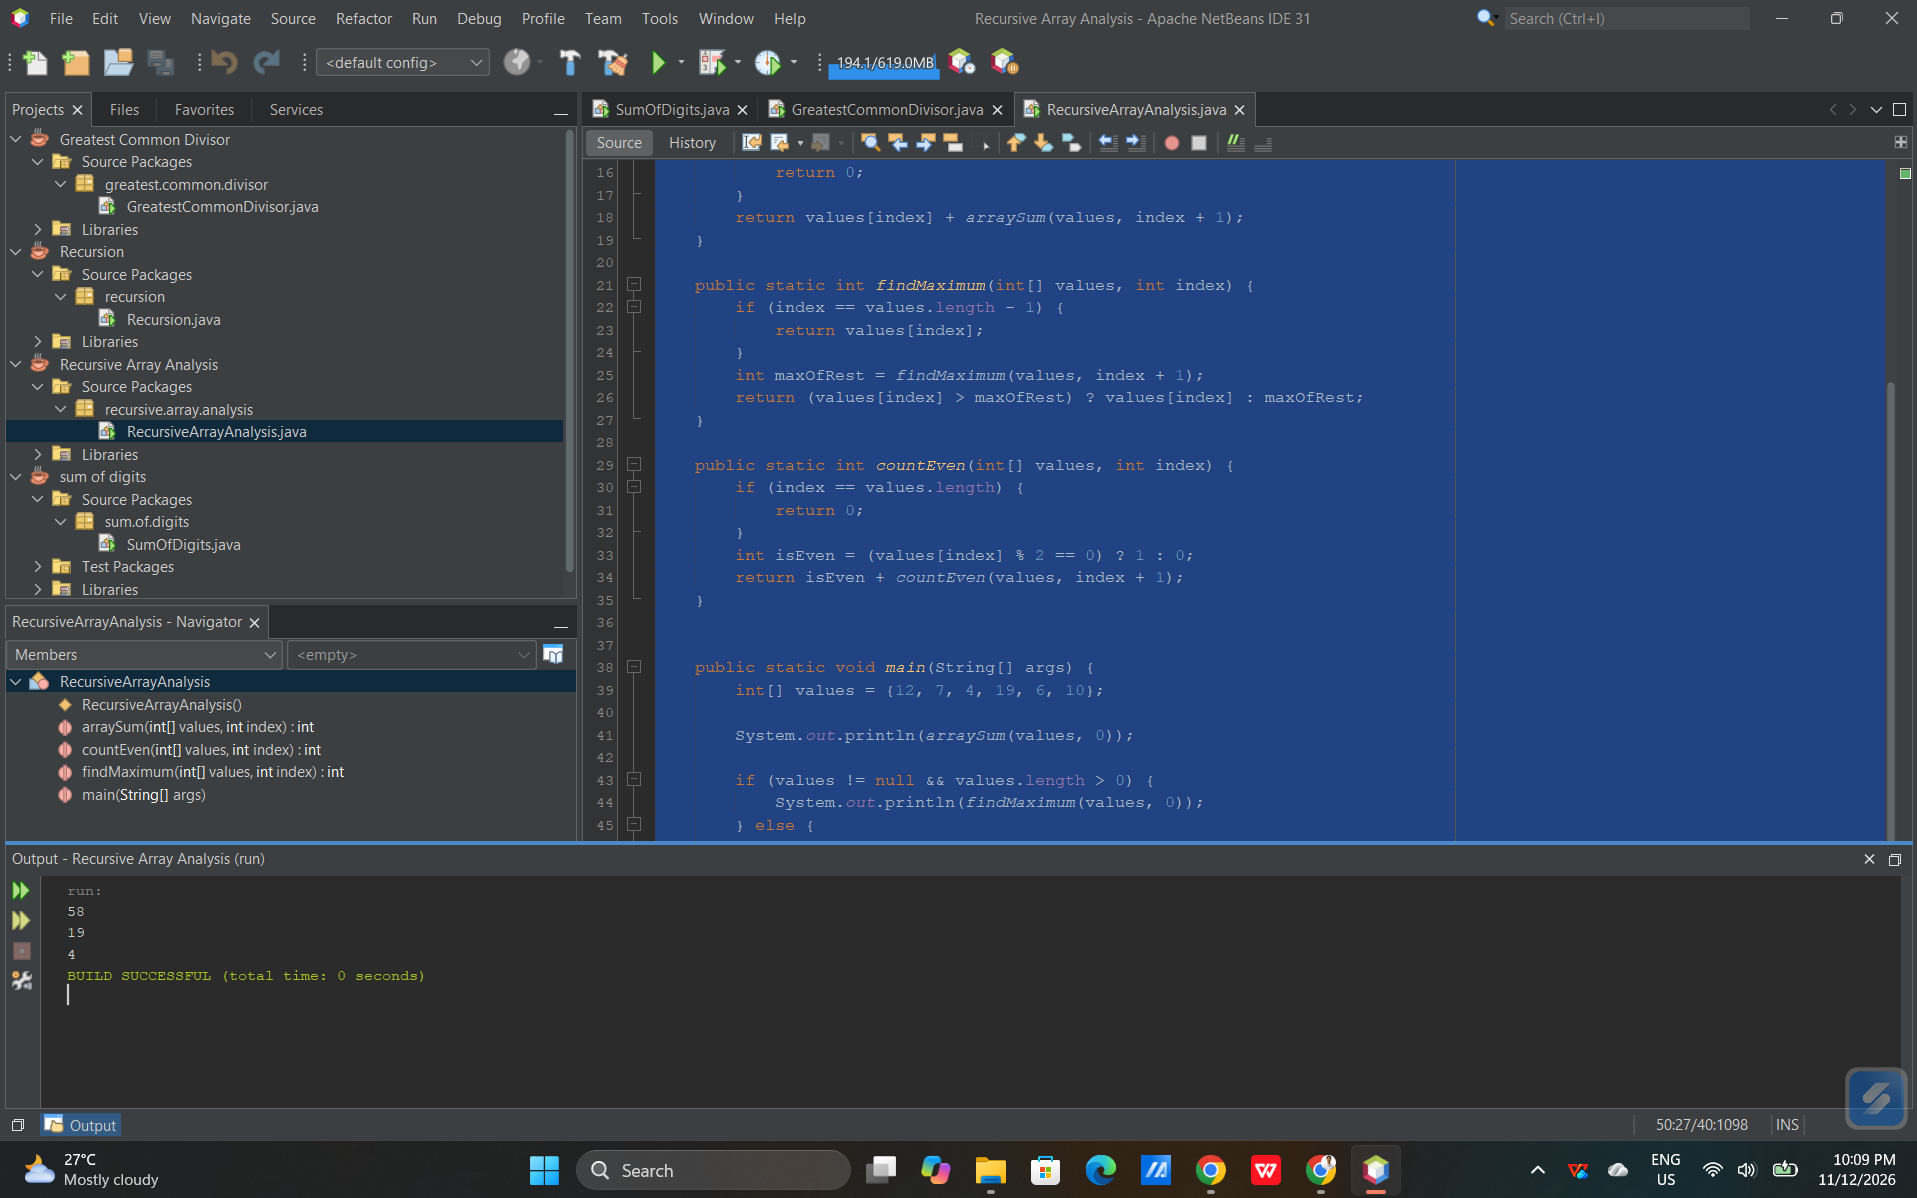 File Edit View Navigate Source Refactor Run Debug Profile Team Tools Window Help
Recursive Array Analysis - Apache NetBeans IDE 31
Search (Ctrl+I)
<default config>
194.1/619.0MB
Projects Files Favorites Services
Greatest Common Divisor
Source Packages
greatest.common.divisor
GreatestCommonDivisor.java
Libraries
Recursion
Source Packages
recursion
Recursion.java
Libraries
Recursive Array Analysis
Source Packages
recursive.array.analysis
RecursiveArrayAnalysis.java
Libraries
sum of digits
Source Packages
sum.of.digits
SumOfDigits.java
Test Packages
Libraries
RecursiveArrayAnalysis - Navigator
Members <empty>
RecursiveArrayAnalysis
RecursiveArrayAnalysis()
arraySum(int[] values, int index) : int
countEven(int[] values, int index) : int
findMaximum(int[] values, int index) : int
main(String[] args)
SumOfDigits.java GreatestCommonDivisor.java RecursiveArrayAnalysis.java
Source History
16 return 0;
17 }
18 return values[index] + arraySum(values, index + 1);
19 }
20
21 public static int findMaximum(int[] values, int index) {
22 if (index == values.length - 1) {
23 return values[index];
24 }
25 int maxOfRest = findMaximum(values, index + 1);
26 return (values[index] > maxOfRest) ? values[index] : maxOfRest;
27 }
28
29 public static int countEven(int[] values, int index) {
30 if (index == values.length) {
31 return 0;
32 }
33 int isEven = (values[index] % 2 == 0) ? 1 : 0;
34 return isEven + countEven(values, index + 1);
35 }
36
37
38 public static void main(String[] args) {
39 int[] values = {12, 7, 4, 19, 6, 10};
40
41 System.out.println(arraySum(values, 0));
42
43 if (values != null && values.length > 0) {
44 System.out.println(findMaximum(values, 0));
45 } else {
Output - Recursive Array Analysis (run)
run:
58
19
4
BUILD SUCCESSFUL (total time: 0 seconds)
Output
50:27/40:1098 INS
27°C
Mostly cloudy
Search
ENG
US
10:09 PM
11/12/2026